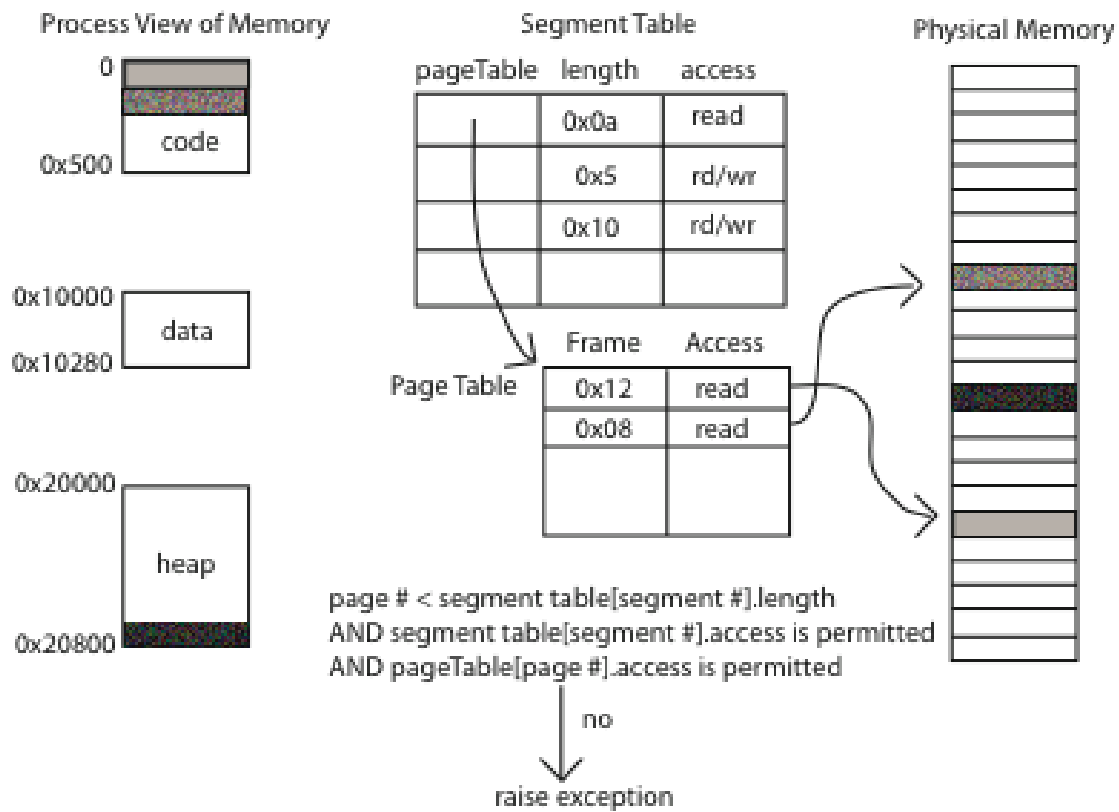 Process View of Memory
0
code
0x500
0x10000
data
0x10280
0x20000
heap
0x20800
Segment Table
pageTable length access
0x0a read
0x5 rd/wr
0x10 rd/wr
Frame Access
Page Table
0x12 read
0x08 read
page # < segment table[segment #].length
AND segment table[segment #].access is permitted
AND pageTable[page #].access is permitted
no
raise exception
Physical Memory